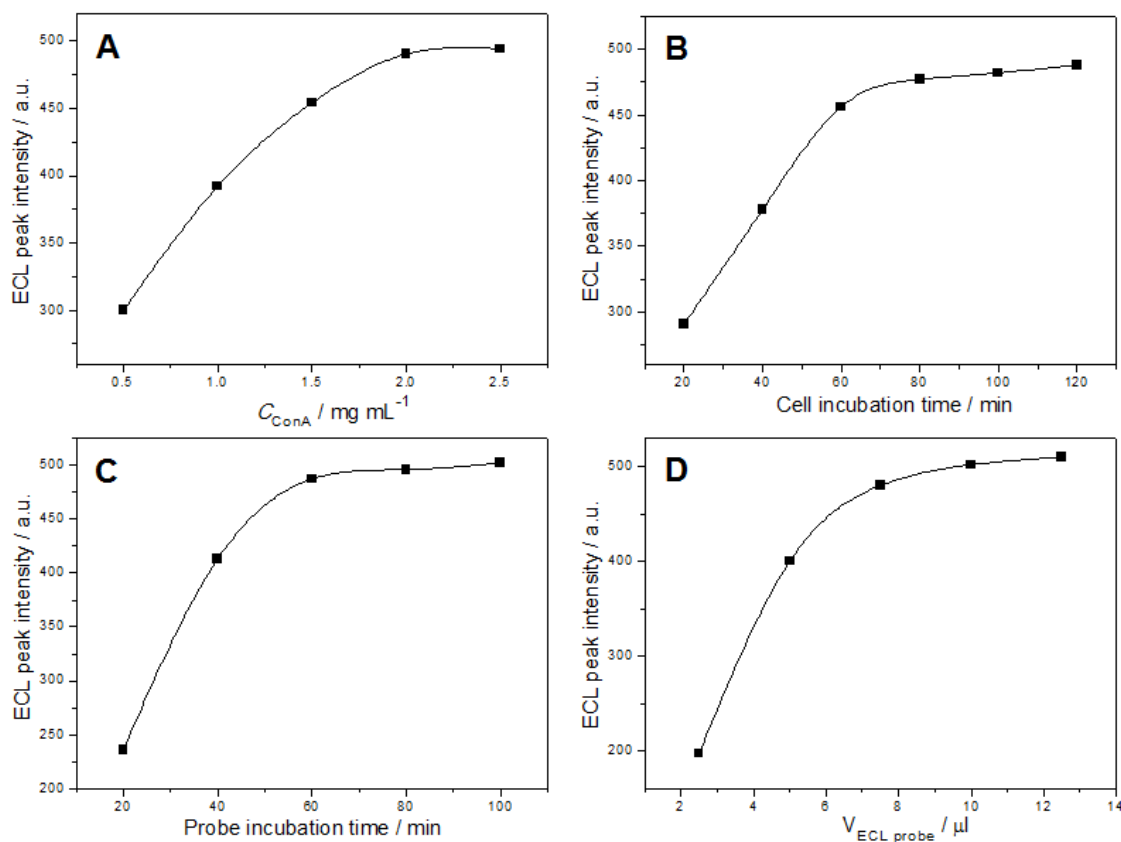 A
ECL peak intensity / a.u.
500
450
400
350
300
0.5 1.0 1.5 2.0 2.5
C_ConA / mg mL⁻¹
B
ECL peak intensity / a.u.
500
450
400
350
300
20 40 60 80 100 120
Cell incubation time / min
C
ECL peak intensity / a.u.
500
450
400
350
300
250
200
20 40 60 80 100
Probe incubation time / min
D
ECL peak intensity / a.u.
500
400
300
200
2 4 6 8 10 12 14
V_ECL probe / µl